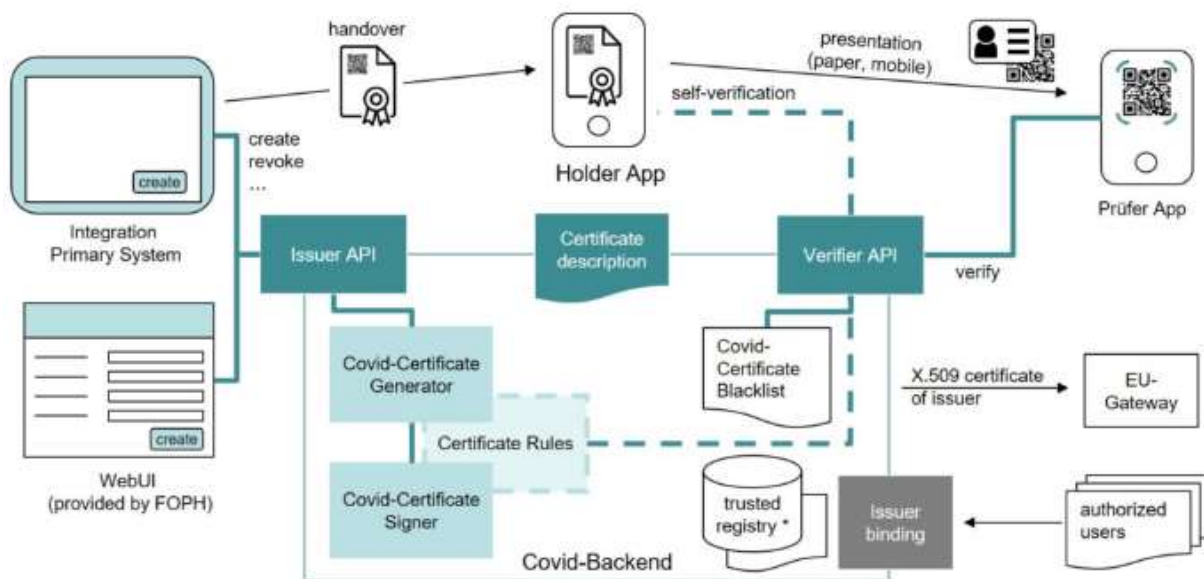 handover
presentation
(paper, mobile)
self-verification
create
create
revoke
...
Holder App
Prüfer App
Integration
Primary System
Issuer API
Certificate
description
Verifier API
verify
Covid-Certificate
Generator
Covid-
Certificate
Blacklist
X.509 certificate
of issuer
EU-
Gateway
Certificate Rules
create
WebUI
(provided by FOPH)
Covid-Certificate
Signer
trusted
registry *
Issuer
binding
authorized
users
Covid-Backend